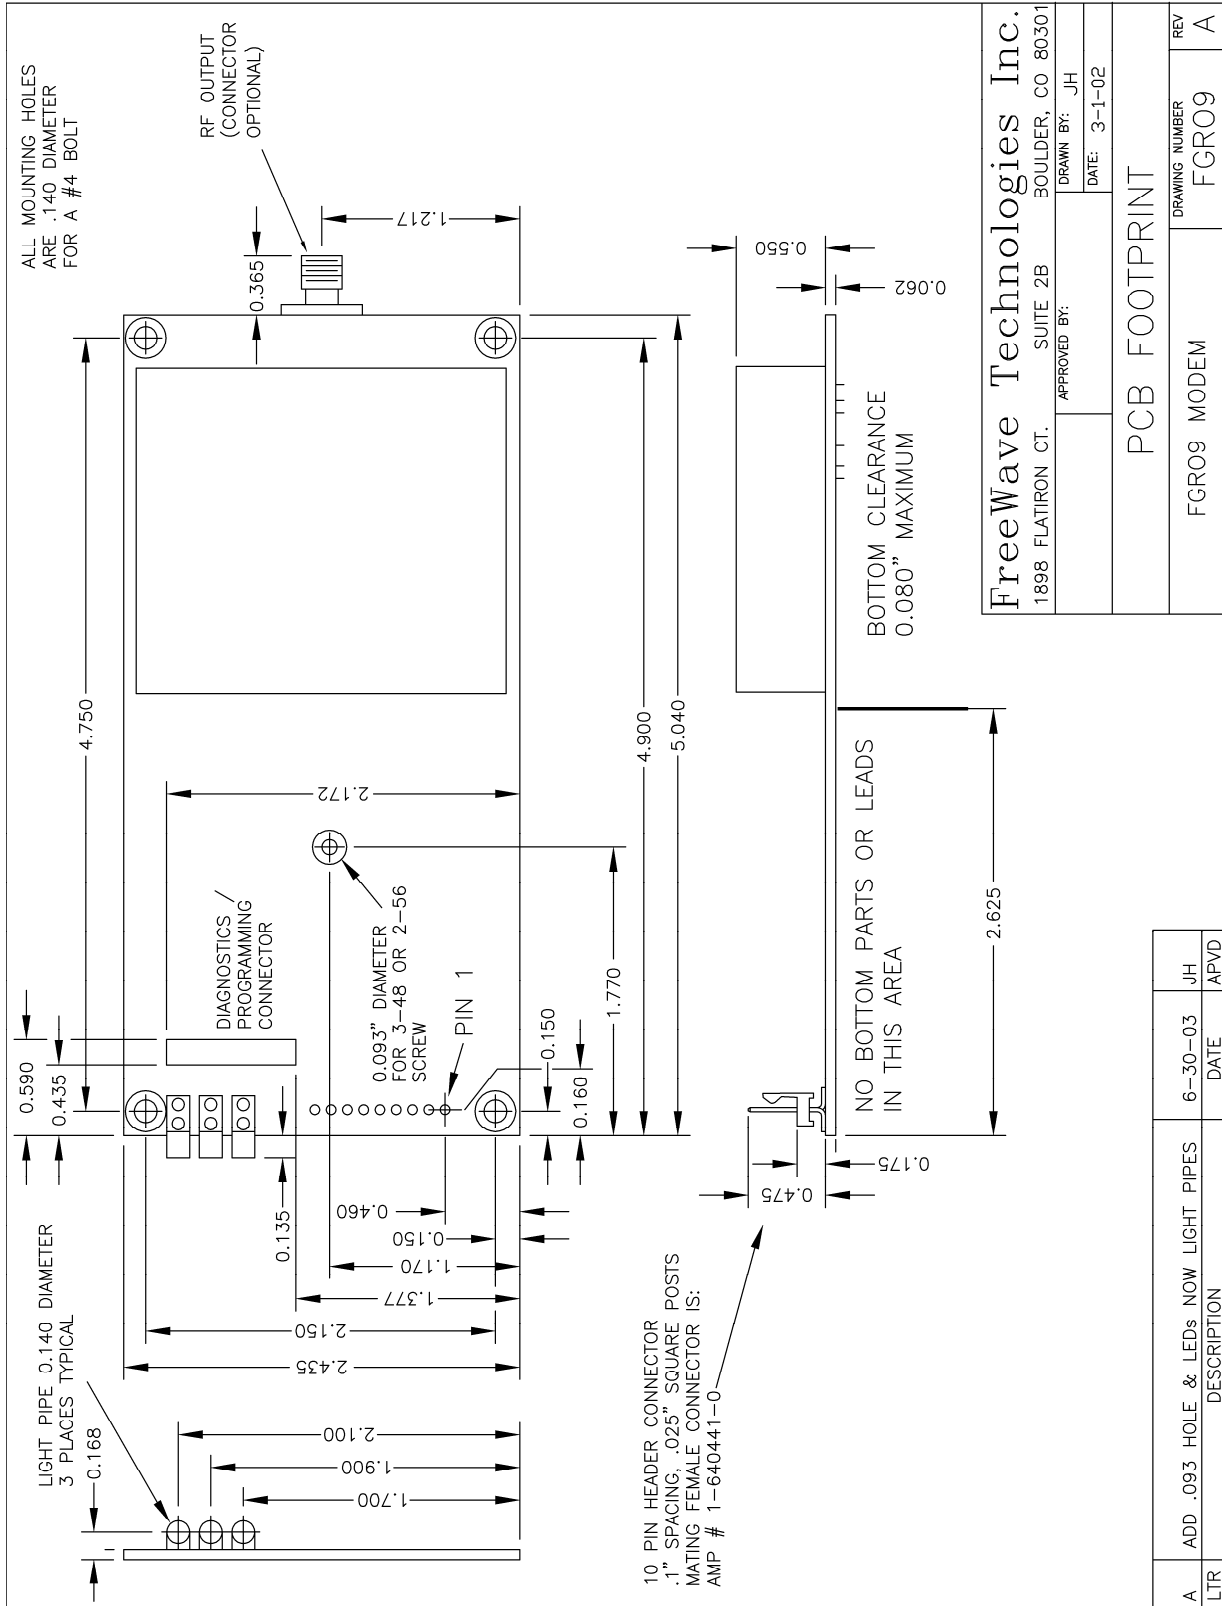 ALL MOUNTING HOLES
ARE .140 DIAMETER
FOR A #4 BOLT
RF OUTPUT
(CONNECTOR
OPTIONAL)
LIGHT PIPE 0.140 DIAMETER
3 PLACES TYPICAL
0.168
2.100
1.900
1.700
0.590
0.435
4.750
0.365
1.217
DIAGNOSTICS /
PROGRAMMING
CONNECTOR
2.172
0.093" DIAMETER
FOR 3-48 OR 2-56
SCREW
PIN 1
0.135
0.460
0.150
1.170
1.377
2.150
2.435
0.160
0.150
1.770
4.900
5.040
10 PIN HEADER CONNECTOR
.1" SPACING, .025" SQUARE POSTS
MATING FEMALE CONNECTOR IS:
AMP # 1-640441-0
0.475
0.175
0.550
0.062
NO BOTTOM PARTS OR LEADS
IN THIS AREA
BOTTOM CLEARANCE
0.080" MAXIMUM
2.625
FreeWave Technologies Inc.
1898 FLATIRON CT. SUITE 2B BOULDER, CO 80301
APPROVED BY:
DRAWN BY: JH
DATE: 3-1-02
PCB FOOTPRINT
FGRO9 MODEM
DRAWING NUMBER
FGRO9
REV
A
A ADD .093 HOLE & LEDs NOW LIGHT PIPES 6-30-03 JH
LTR DESCRIPTION DATE APVD